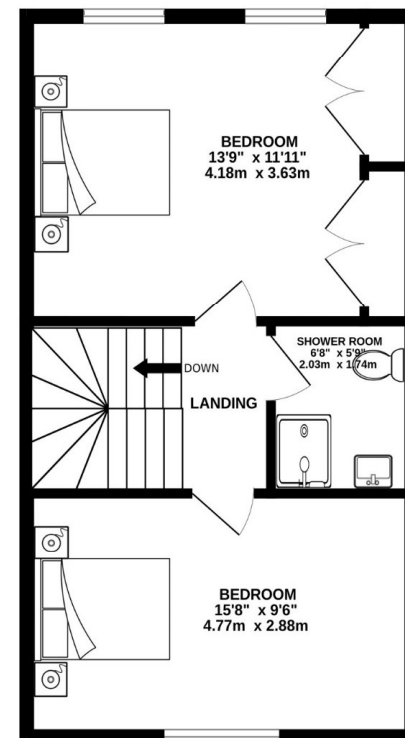 BEDROOM
13'9" x 11'11"
4.18m x 3.63m
SHOWER ROOM
6'8" x 5'9"
2.03m x 1.74m
DOWN
LANDING
BEDROOM
15'8" x 9'6"
4.77m x 2.88m